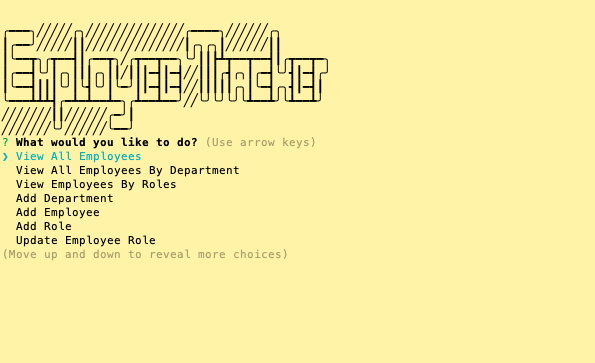 Employee Tracker
? What would you like to do? (Use arrow keys)
❯ View All Employees
View All Employees By Department
View Employees By Roles
Add Department
Add Employee
Add Role
Update Employee Role
(Move up and down to reveal more choices)